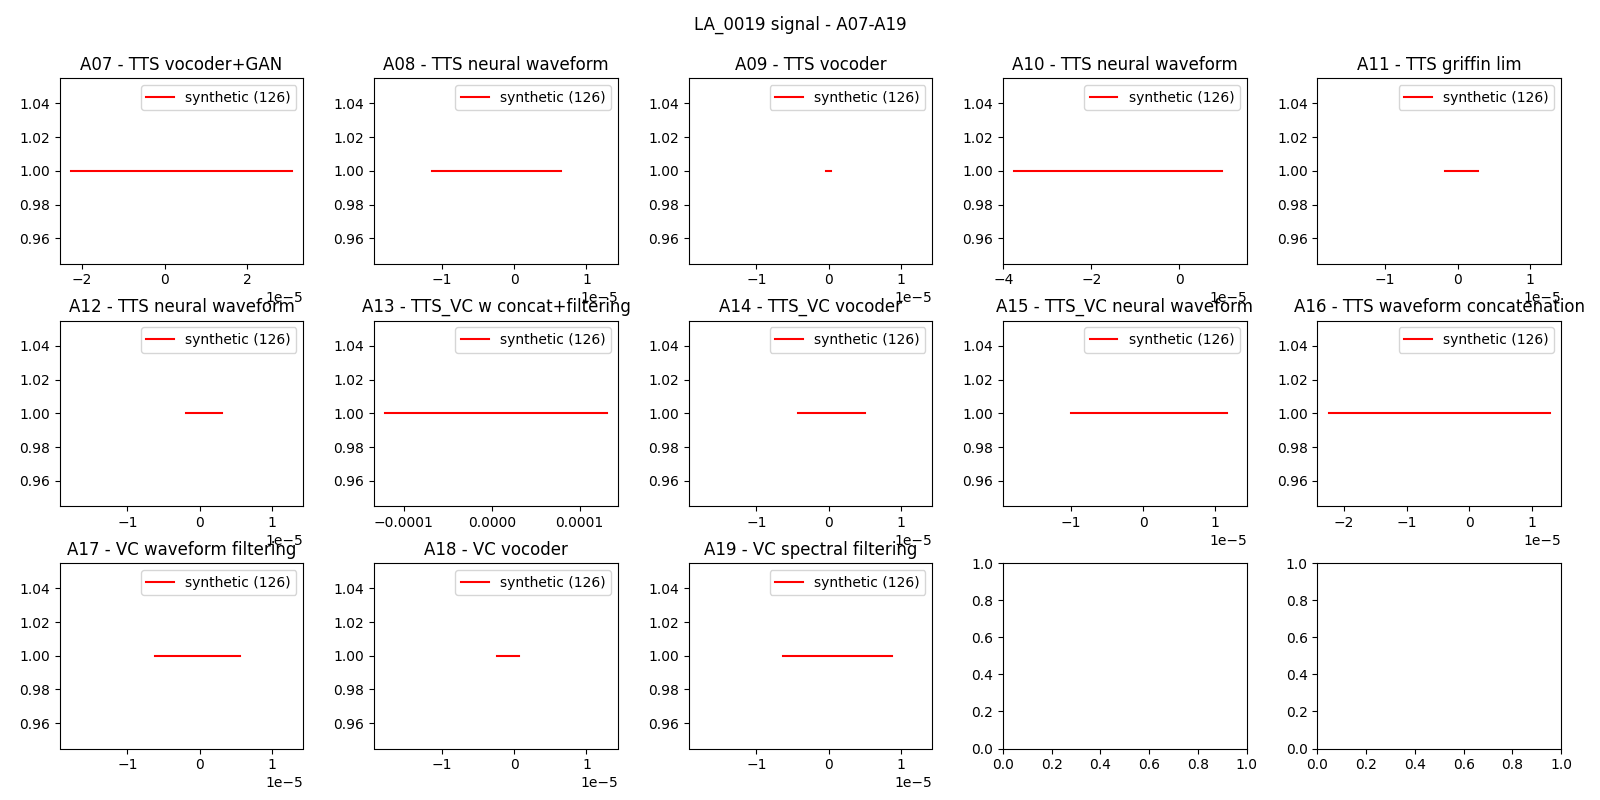 LA_0019 signal - A07-A19
A07 - TTS vocoder+GAN
A08 - TTS neural waveform
A09 - TTS vocoder
A10 - TTS neural waveform
A11 - TTS griffin lim
synthetic (126)
synthetic (126)
synthetic (126)
synthetic (126)
synthetic (126)
1.04 1.04 1.04 1.04 1.04
1.02 1.02 1.02 1.02 1.02
1.00 1.00 1.00 1.00 1.00
0.98 0.98 0.98 0.98 0.98
0.96 0.96 0.96 0.96 0.96
−2 0 2 −1 0 1 −1 0 1 −4 −2 0 −1 0 1
1e−5 1e−5 1e−5 1e−5 1e−5
A12 - TTS neural waveform
A13 - TTS_VC w concat+filtering
A14 - TTS_VC vocoder
A15 - TTS_VC neural waveform
A16 - TTS waveform concatenation
synthetic (126)
synthetic (126)
synthetic (126)
synthetic (126)
synthetic (126)
1.04 1.04 1.04 1.04 1.04
1.02 1.02 1.02 1.02 1.02
1.00 1.00 1.00 1.00 1.00
0.98 0.98 0.98 0.98 0.98
0.96 0.96 0.96 0.96 0.96
−1 0 1 −0.0001 0.0000 0.0001 −1 0 1 −1 0 1 −2 −1 0 1
1e−5 1e−5 1e−5 1e−5
A17 - VC waveform filtering
A18 - VC vocoder
A19 - VC spectral filtering
synthetic (126)
synthetic (126)
synthetic (126)
1.04 1.04 1.04 1.0 1.0
1.02 1.02 1.02 0.8 0.8
1.00 1.00 1.00 0.6 0.6
0.98 0.98 0.98 0.4 0.4
0.96 0.96 0.96 0.2 0.2
0.0 0.0
−1 0 1 −1 0 1 −1 0 1 0.0 0.2 0.4 0.6 0.8 1.0 0.0 0.2 0.4 0.6 0.8 1.0
1e−5 1e−5 1e−5